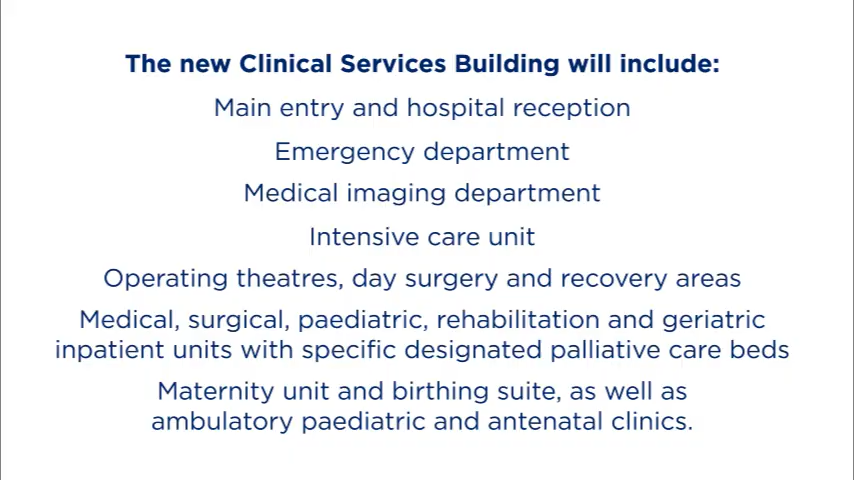 The new Clinical Services Building will include:
Main entry and hospital reception
Emergency department
Medical imaging department
Intensive care unit
Operating theatres, day surgery and recovery areas
Medical, surgical, paediatric, rehabilitation and geriatric
inpatient units with specific designated palliative care beds
Maternity unit and birthing suite, as well as
ambulatory paediatric and antenatal clinics.